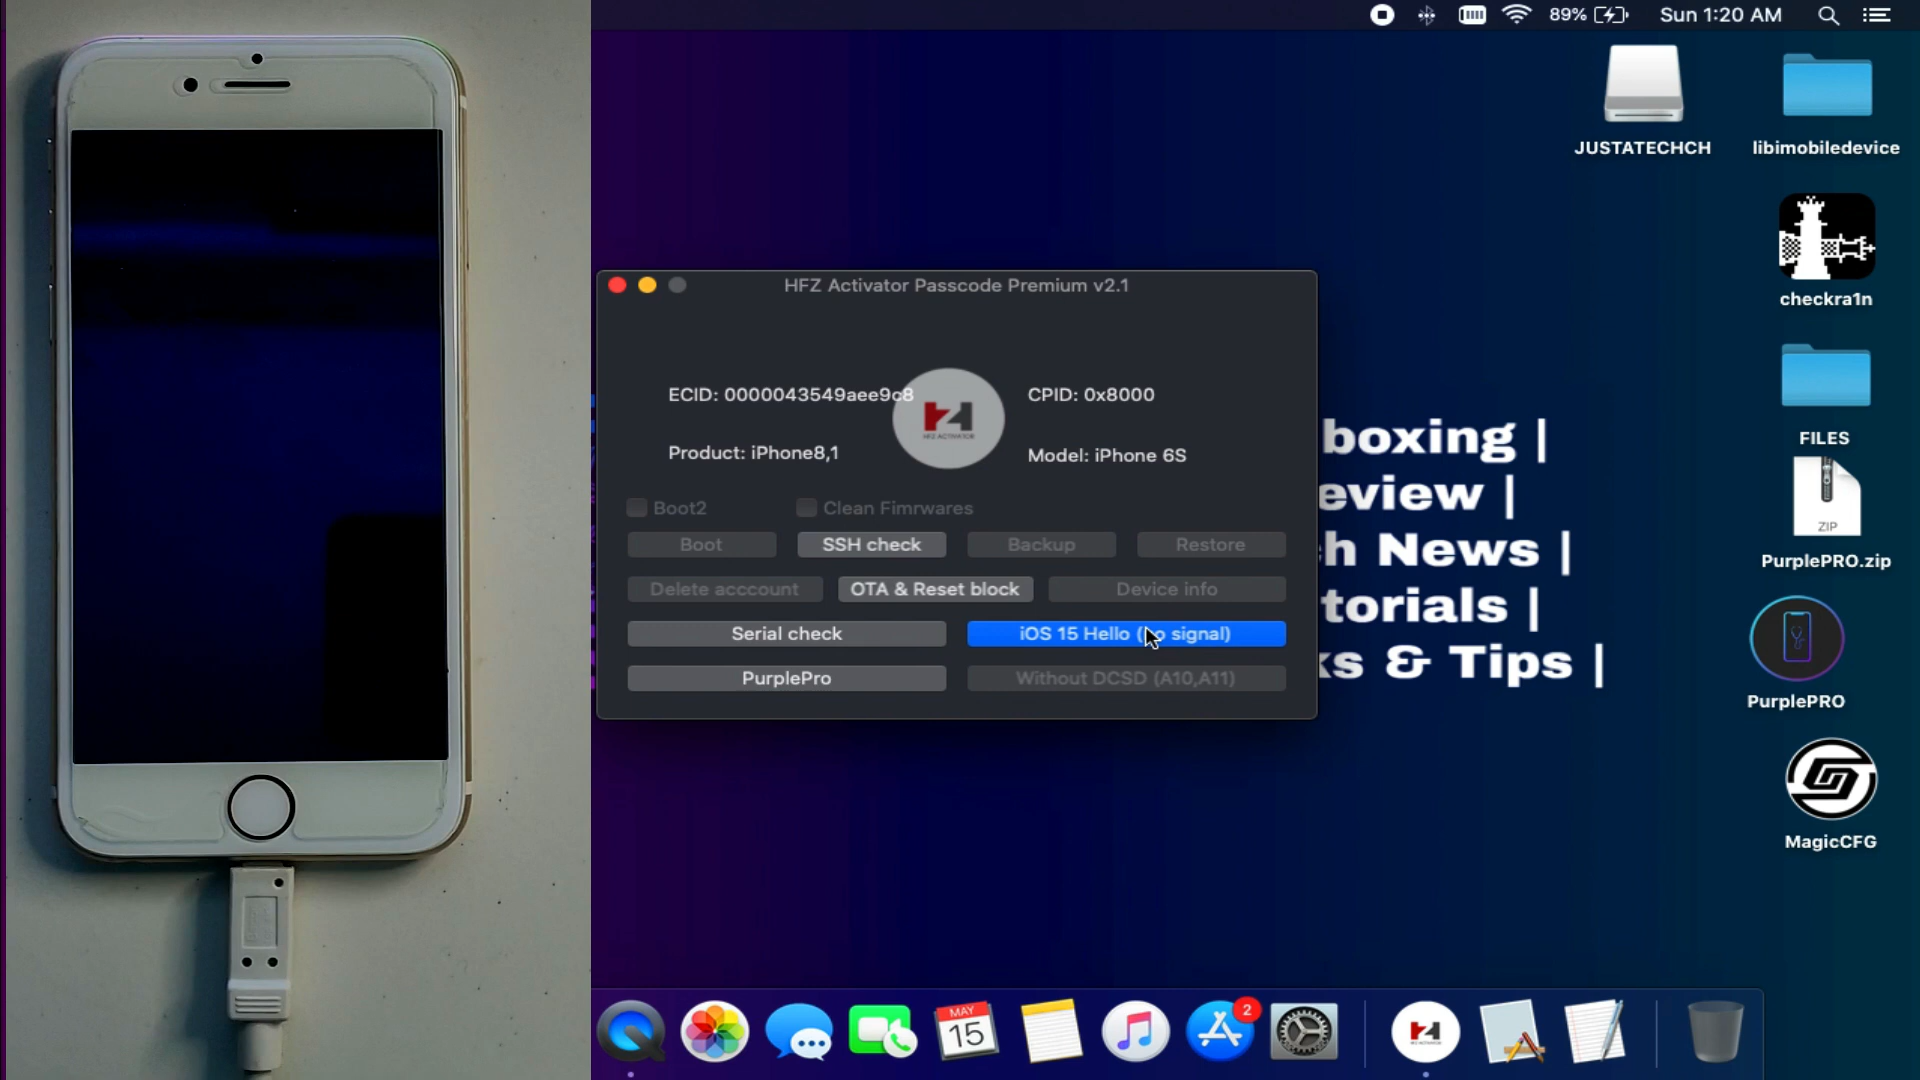 89%
Sun 1:20 AM
JUSTATECHCH
libimobiledevice
checkra1n
FILES
ZIP
PurplePRO.zip
PurplePRO
MagicCFG
boxing |
eview |
h News |
torials |
ks & Tips |
HFZ Activator Passcode Premium v2.1
ECID: 0000043549aee9c8
CPID: 0x8000
HFZ ACTIVATOR
Product: iPhone8,1
Model: iPhone 6S
Boot2
Clean Fimrwares
Boot
SSH check
Backup
Restore
Delete acccount
OTA & Reset block
Device info
Serial check
iOS 15 Hello (no signal)
PurplePro
Without DCSD (A10,A11)
MAY
15
2